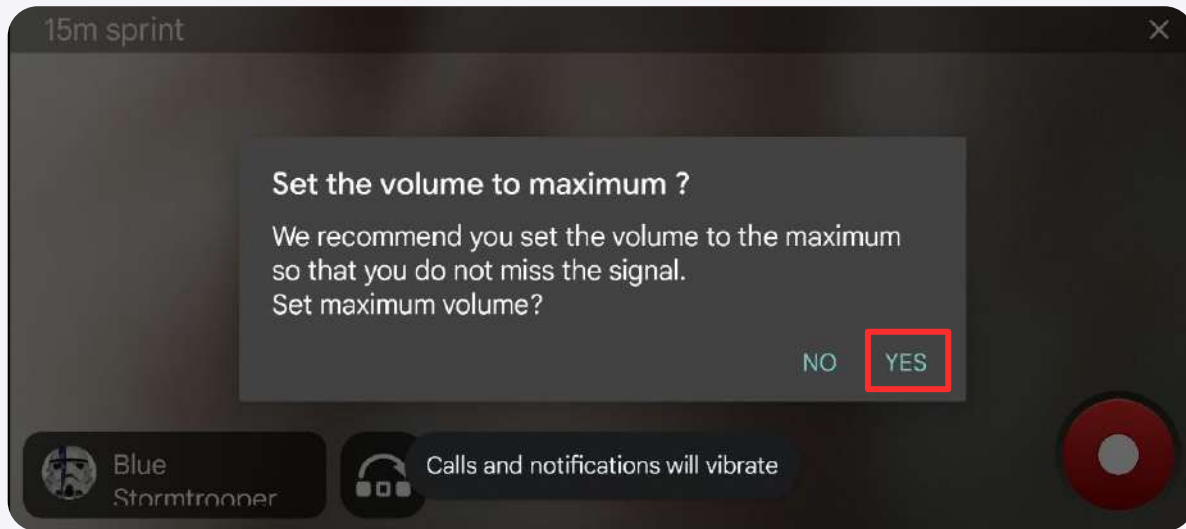 15m sprint
Set the volume to maximum ?
We recommend you set the volume to the maximum
so that you do not miss the signal.
Set maximum volume?
NO YES
Blue
Stormtrooper
Calls and notifications will vibrate